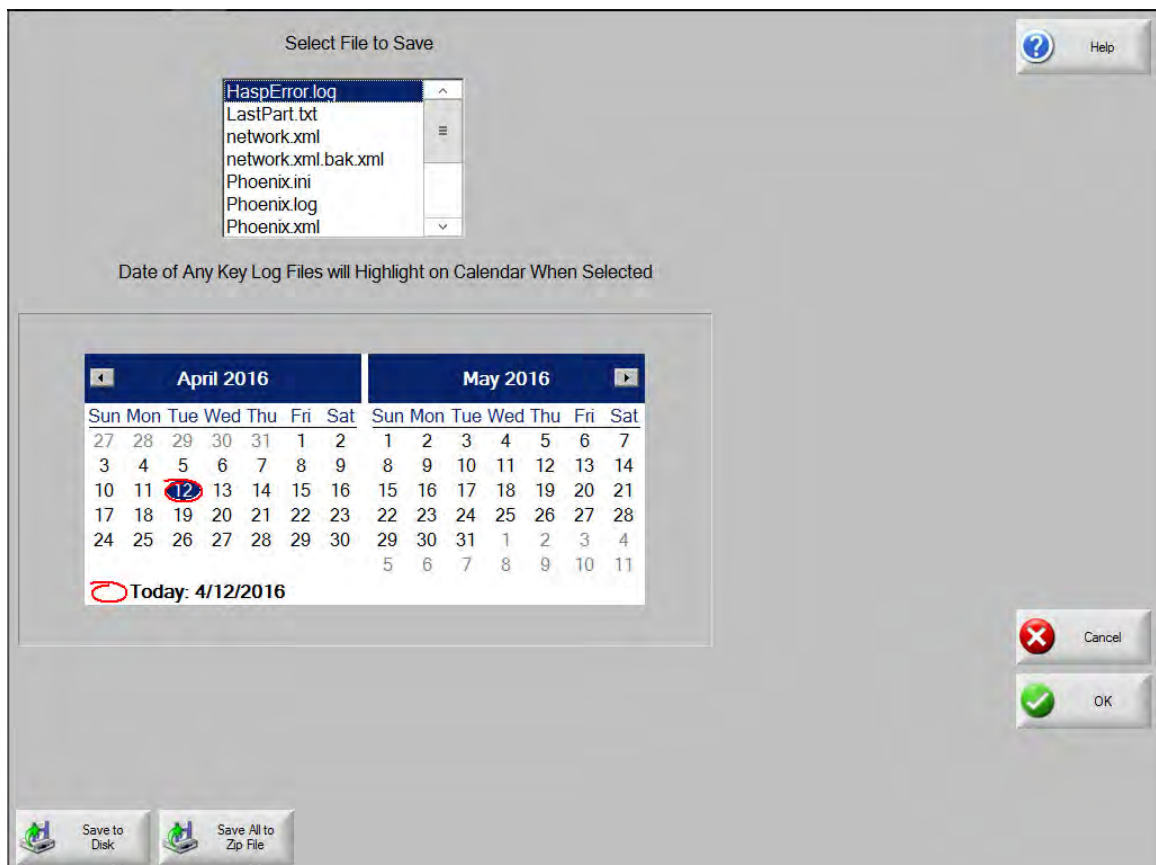 Select File to Save
Help
HaspError.log
LastPart.txt
network.xml
network.xml.bak.xml
Phoenix.ini
Phoenix.log
Phoenix.xml
Date of Any Key Log Files will Highlight on Calendar When Selected
April 2016 May 2016
Sun Mon Tue Wed Thu Fri Sat Sun Mon Tue Wed Thu Fri Sat
27 28 29 30 31 1 2 1 2 3 4 5 6 7
3 4 5 6 7 8 9 8 9 10 11 12 13 14
10 11 12 13 14 15 16 15 16 17 18 19 20 21
17 18 19 20 21 22 23 22 23 24 25 26 27 28
24 25 26 27 28 29 30 29 30 31 1 2 3 4
5 6 7 8 9 10 11
Today: 4/12/2016
Cancel
OK
Save to
Disk
Save All to
Zip File